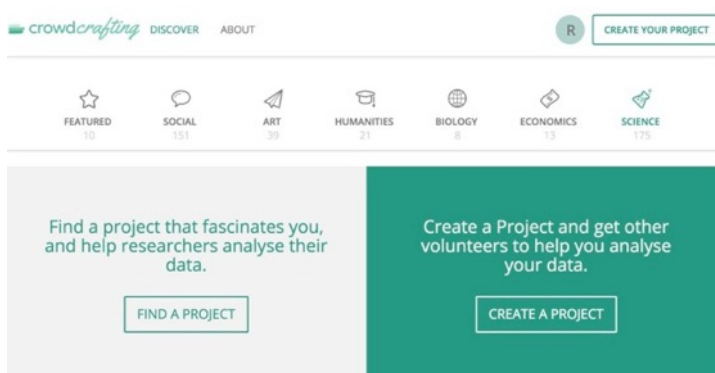 crowdcrafting DISCOVER ABOUT R CREATE YOUR PROJECT
FEATURED SOCIAL ART HUMANITIES BIOLOGY ECONOMICS SCIENCE
10 151 39 21 8 13 175
Find a project that fascinates you,
and help researchers analyse their
data.
FIND A PROJECT
Create a Project and get other
volunteers to help you analyse
your data.
CREATE A PROJECT